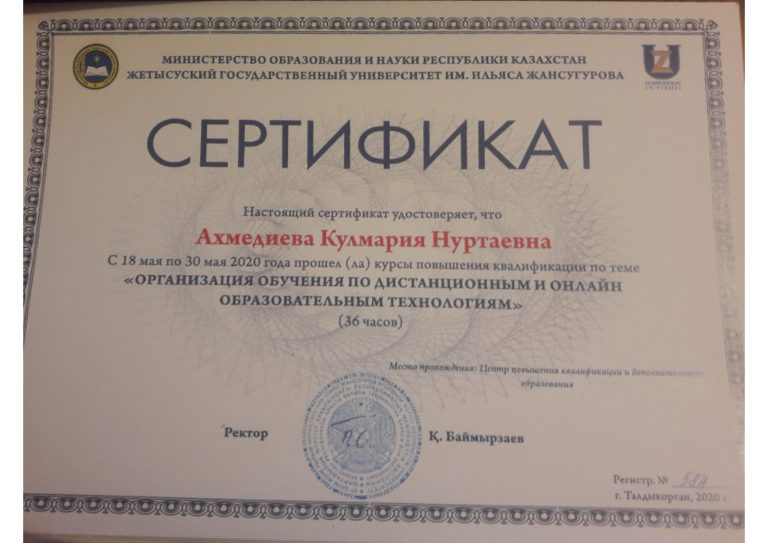 МИНИСТЕРСТВО ОБРАЗОВАНИЯ И НАУКИ РЕСПУБЛИКИ КАЗАХСТАН
ЖЕТЫСУСКИЙ ГОСУДАРСТВЕННЫЙ УНИВЕРСИТЕТ ИМ. ИЛЬЯСА ЖАНСУГУРОВА
СЕРТИФИКАТ
Настоящий сертификат удостоверяет, что
Ахмедиева Кулмария Нуртаевна
С 18 мая по 30 мая 2020 года прошел (ла) курсы повышения квалификации по теме
«ОРГАНИЗАЦИЯ ОБУЧЕНИЯ ПО ДИСТАНЦИОННЫМ И ОНЛАЙН
ОБРАЗОВАТЕЛЬНЫМ ТЕХНОЛОГИЯМ»
(36 часов)
Место прохождения: Центр повышения квалификации и дополнительного
образования
Ректор
Қ. Баймырзаев
Регистр. № 584
г. Талдыкорган, 2020 г.